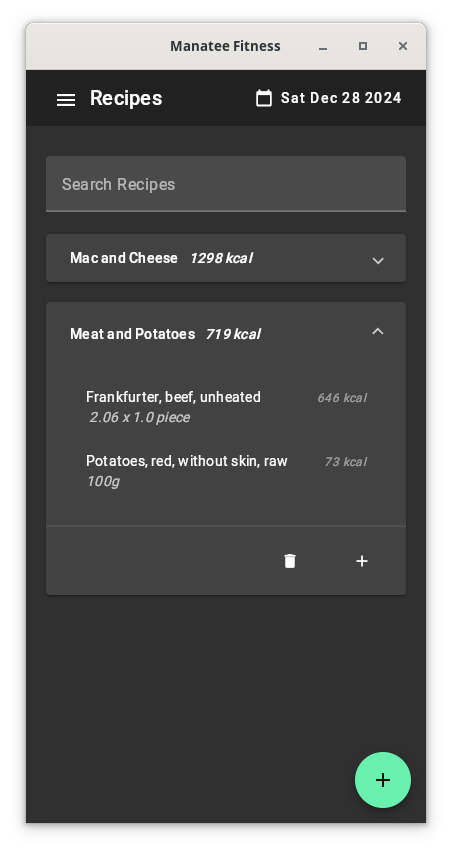 Manatee Fitness
Recipes Sat Dec 28 2024
Search Recipes
Mac and Cheese 1298 kcal
Meat and Potatoes 719 kcal
Frankfurter, beef, unheated 646 kcal
2.06 x 1.0 piece
Potatoes, red, without skin, raw 73 kcal
100g